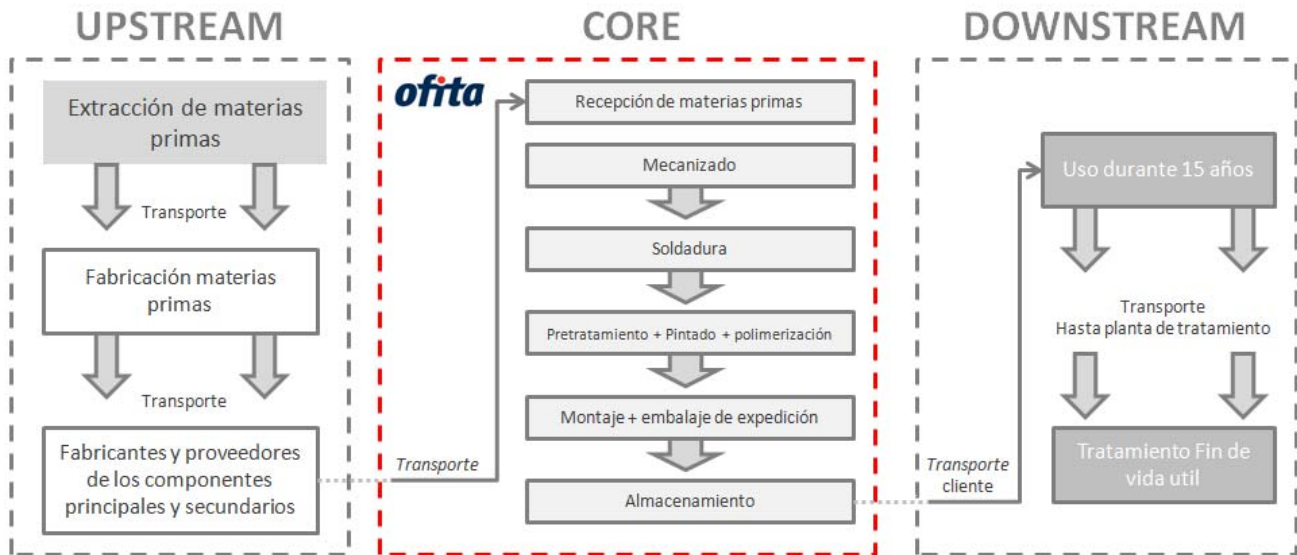 UPSTREAM
Extracción de materias
primas
Transporte
Fabricación materias
primas
Transporte
Fabricantes y proveedores
de los componentes
principales y secundarios
Transporte
CORE
ofita
Recepción de materias primas
Mecanizado
Soldadura
Pretratamiento + Pintado + polimerización
Montaje + embalaje de expedición
Almacenamiento
Transporte
cliente
DOWNSTREAM
Uso durante 15 años
Transporte
Hasta planta de tratamiento
Tratamiento Fin de
vida util